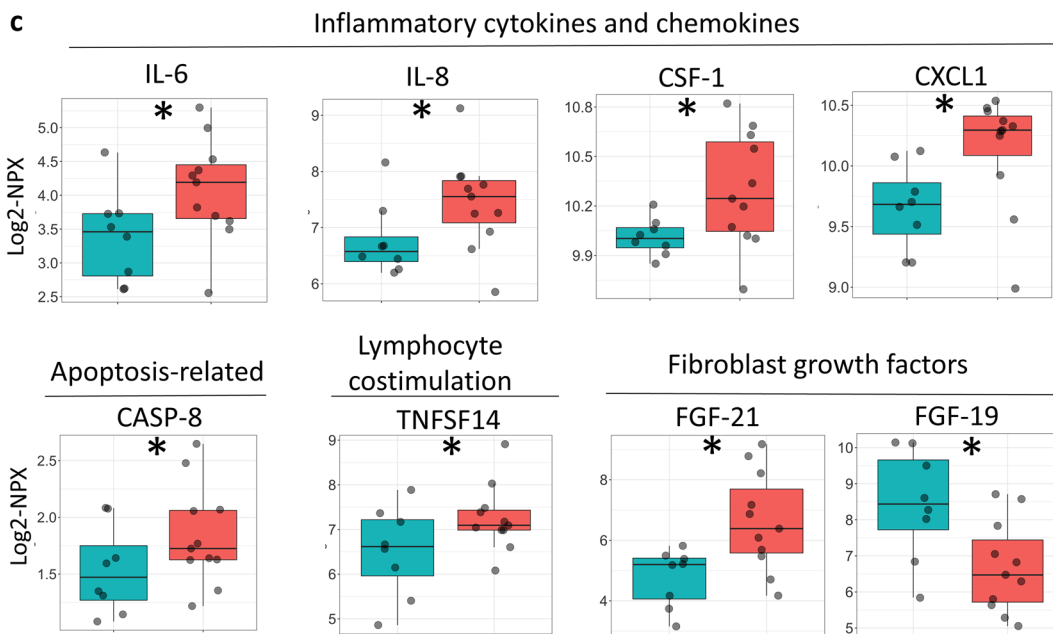 c
Inflammatory cytokines and chemokines
IL-6
IL-8
CSF-1
CXCL1
*
*
*
*
Log2-NPX
5.0
4.5
4.0
3.5
3.0
2.5
9
8
7
6
10.8
10.5
10.2
9.9
10.5
10.0
9.5
9.0
Apoptosis-related
Lymphocyte
costimulation
Fibroblast growth factors
CASP-8
TNFSF14
FGF-21
FGF-19
*
*
*
*
Log2-NPX
2.5
2.0
1.5
9
8
7
6
5
8
6
4
10
9
8
7
6
5